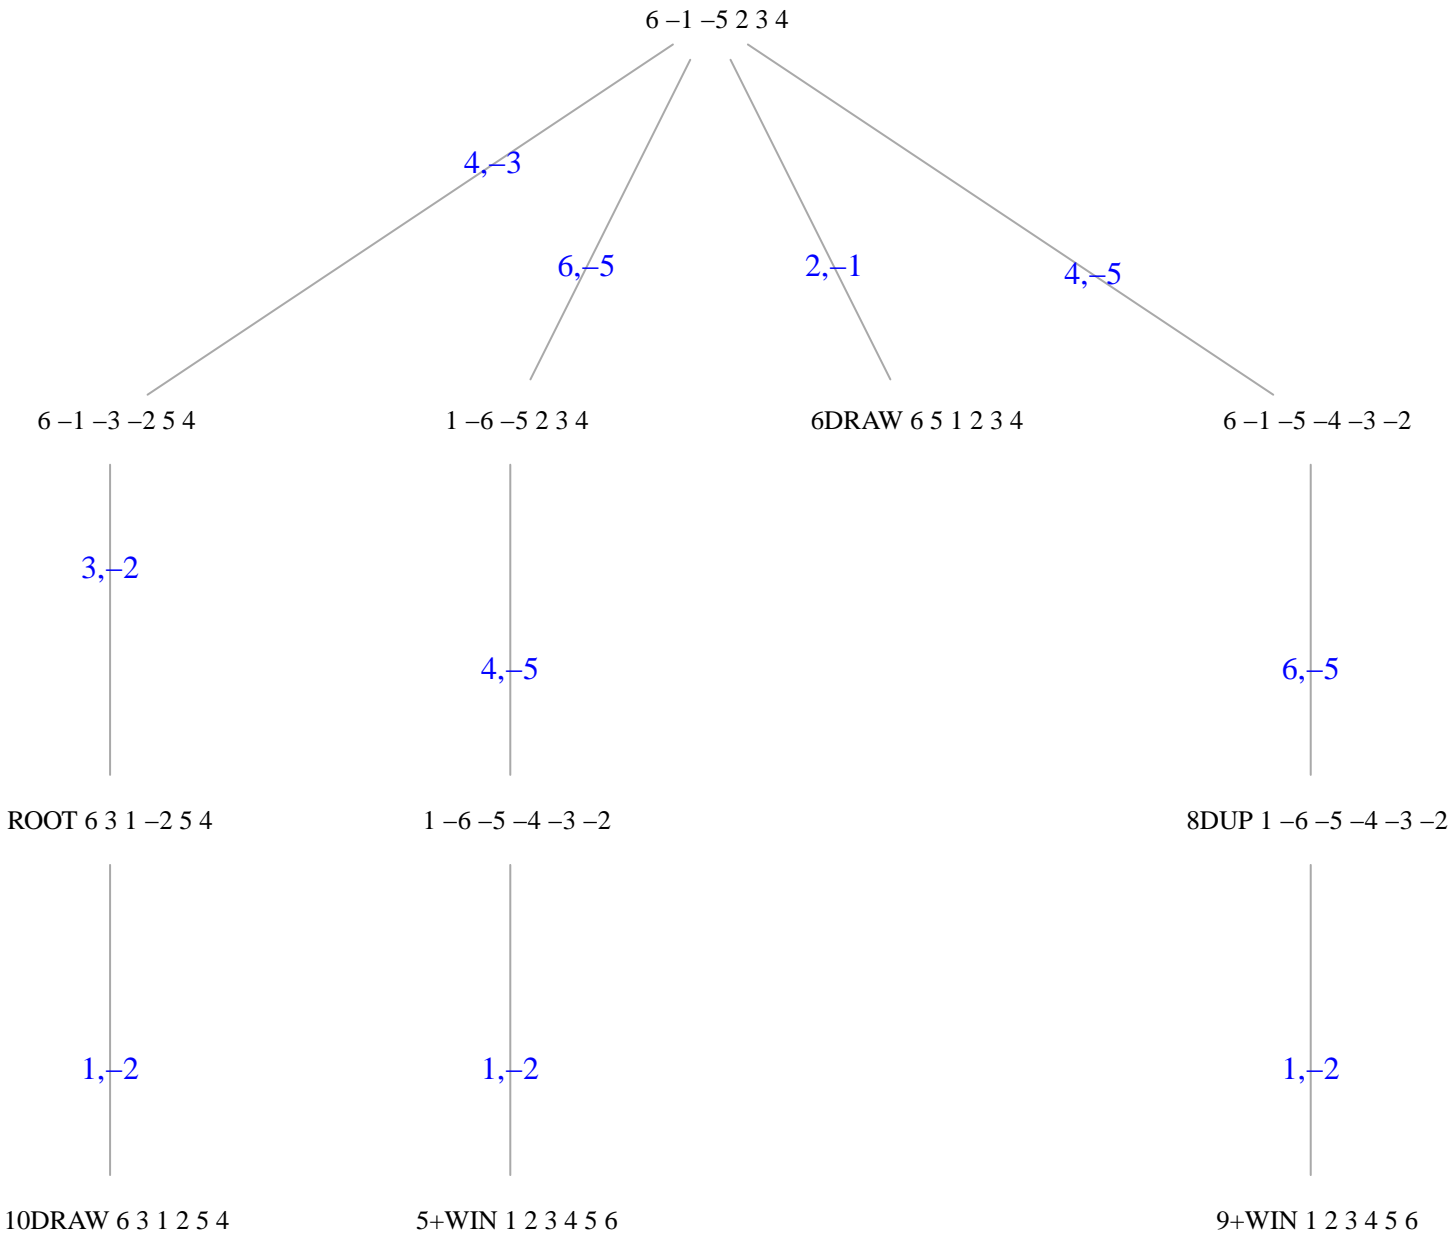 6 –1 –5 2 3 4
4,–3
6,–5
2,–1
4,–5
6 –1 –3 –2 5 4
1 –6 –5 2 3 4
6DRAW 6 5 1 2 3 4
6 –1 –5 –4 –3 –2
3,–2
4,–5
6,–5
ROOT 6 3 1 –2 5 4
1 –6 –5 –4 –3 –2
8DUP 1 –6 –5 –4 –3 –2
1,–2
1,–2
1,–2
10DRAW 6 3 1 2 5 4
5+WIN 1 2 3 4 5 6
9+WIN 1 2 3 4 5 6